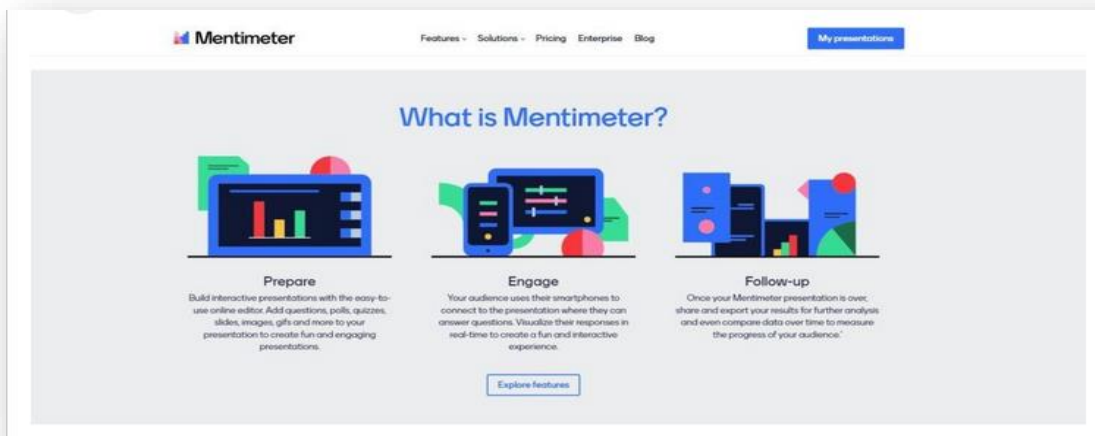 Mentimeter
Features
Solutions
Pricing
Enterprise
Blog
My presentations
What is Mentimeter?
Prepare
Build interactive presentations with the easy-to-
use online editor. Add questions, polls, quizzes,
slides, images, gifs and more to your
presentation to create fun and engaging
presentations.
Engage
Your audience uses their smartphones to
connect to the presentation where they can
answer questions. Visualize their responses in
real-time to create a fun and interactive
experience.
Follow-up
Once your Mentimeter presentation is over,
share and export your results for further analysis
and even compare data over time to measure
the progress of your audience.*
Explore features